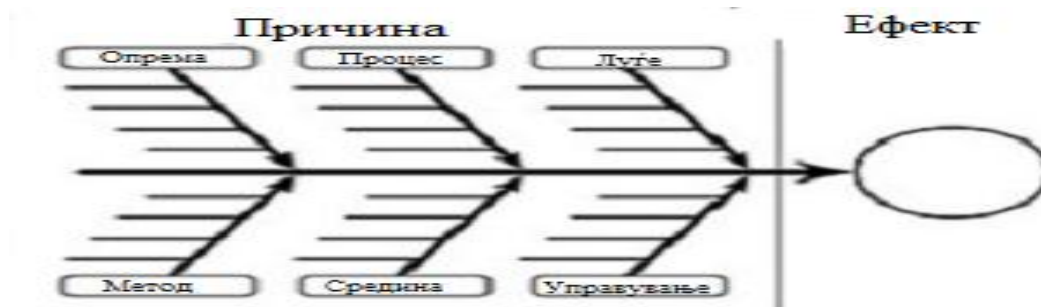 Причина
Ефект
Опрема
Процес
Луѓе
Метод
Средина
Управување